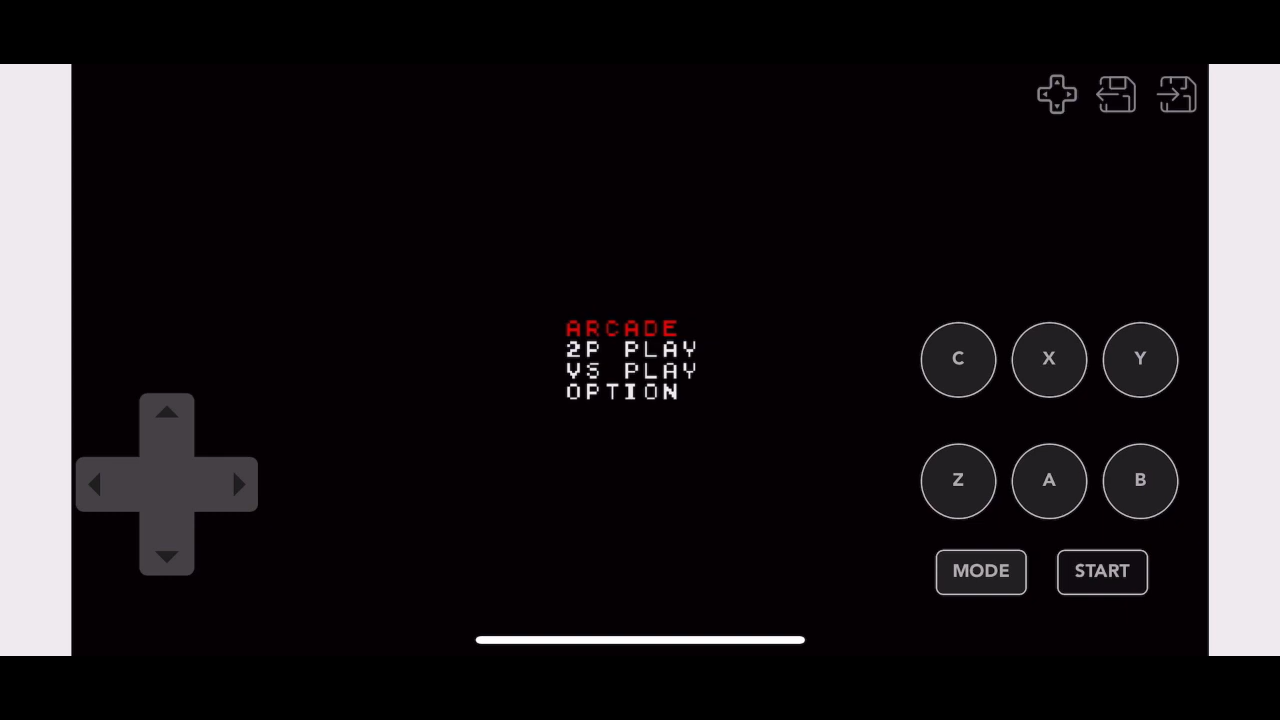 ARCADE
2P PLAY
VS PLAY
OPTION
C X Y
Z A B
MODE START